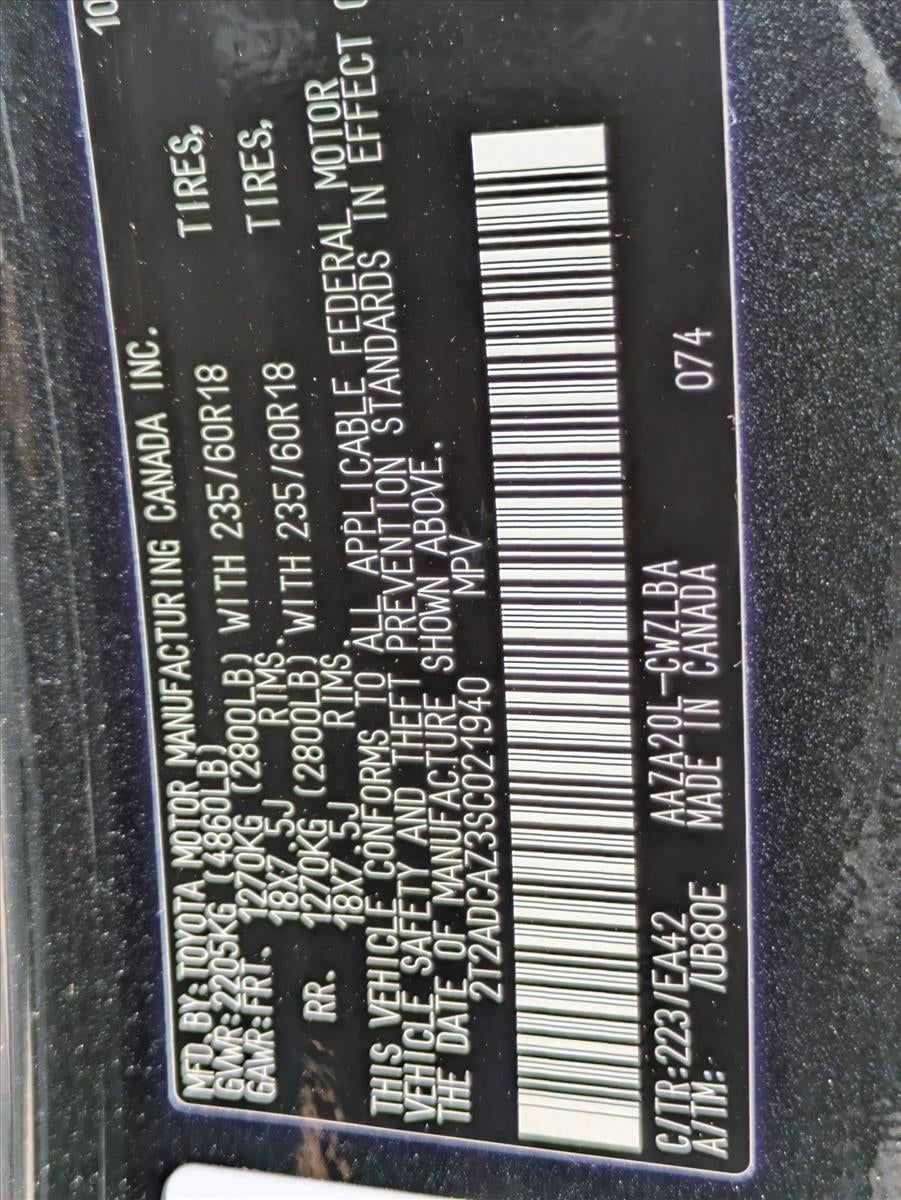 10
MFD. BY:TOYOTA MOTOR MANUFACTURING CANADA INC.
GVWR:2205KG (4860LB)
GAWR:FRT. 1270KG (2800LB) WITH 235/60R18 TIRES,
18X7.5J RIMS.
RR. 1270KG (2800LB) WITH 235/60R18 TIRES,
18X7.5J RIMS.
THIS VEHICLE CONFORMS TO ALL APPLICABLE FEDERAL MOTOR
VEHICLE SAFETY AND THEFT PREVENTION STANDARDS IN EFFECT
THE DATE OF MANUFACTURE SHOWN ABOVE.
2T2ADCAZ3SC021940 MPV
C/TR:223/EA42 AAZA20L-CWZLBA 074
A/TM: /UB80E MADE IN CANADA